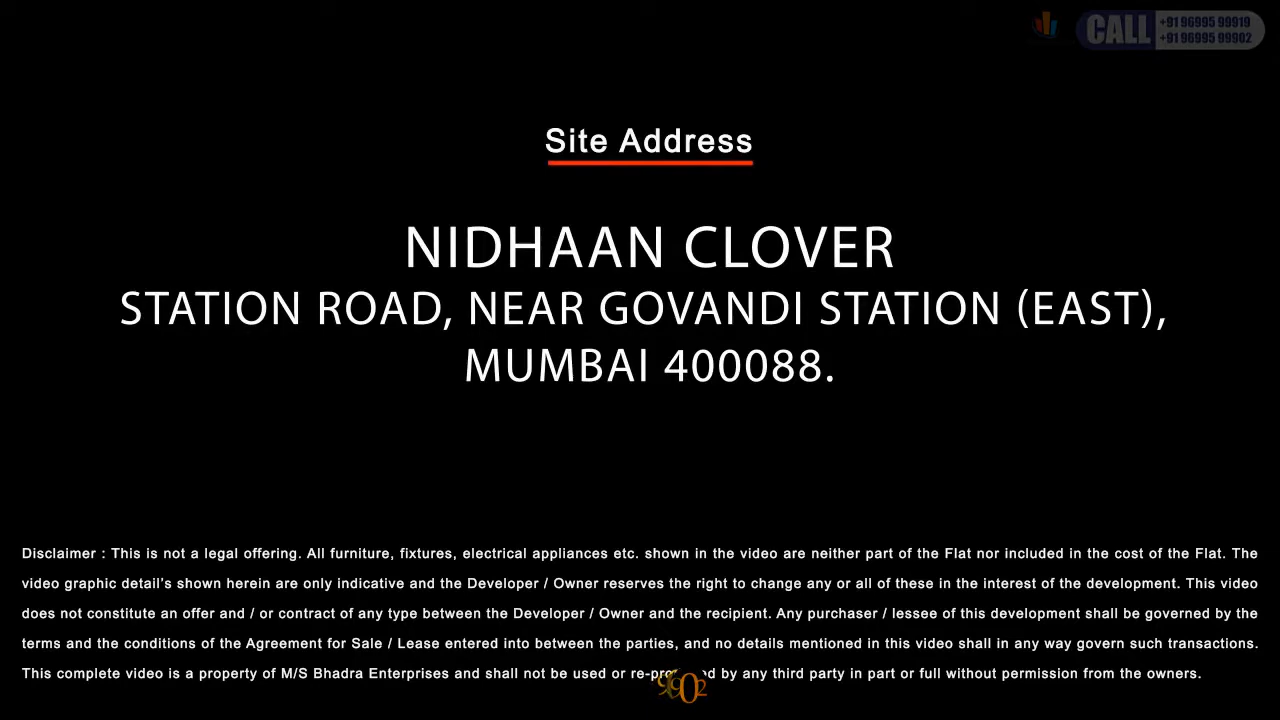 CALL +91 96995 99919
+91 96995 99902
Site Address
NIDHAAN CLOVER
STATION ROAD, NEAR GOVANDI STATION (EAST),
MUMBAI 400088.
Disclaimer : This is not a legal offering. All furniture, fixtures, electrical appliances etc. shown in the video are neither part of the Flat nor included in the cost of the Flat. The
video graphic detail's shown herein are only indicative and the Developer / Owner reserves the right to change any or all of these in the interest of the development. This video
does not constitute an offer and / or contract of any type between the Developer / Owner and the recipient. Any purchaser / lessee of this development shall be governed by the
terms and the conditions of the Agreement for Sale / Lease entered into between the parties, and no details mentioned in this video shall in any way govern such transactions.
This complete video is a property of M/S Bhadra Enterprises and shall not be used or by any third party in part or full without permission from the owners.